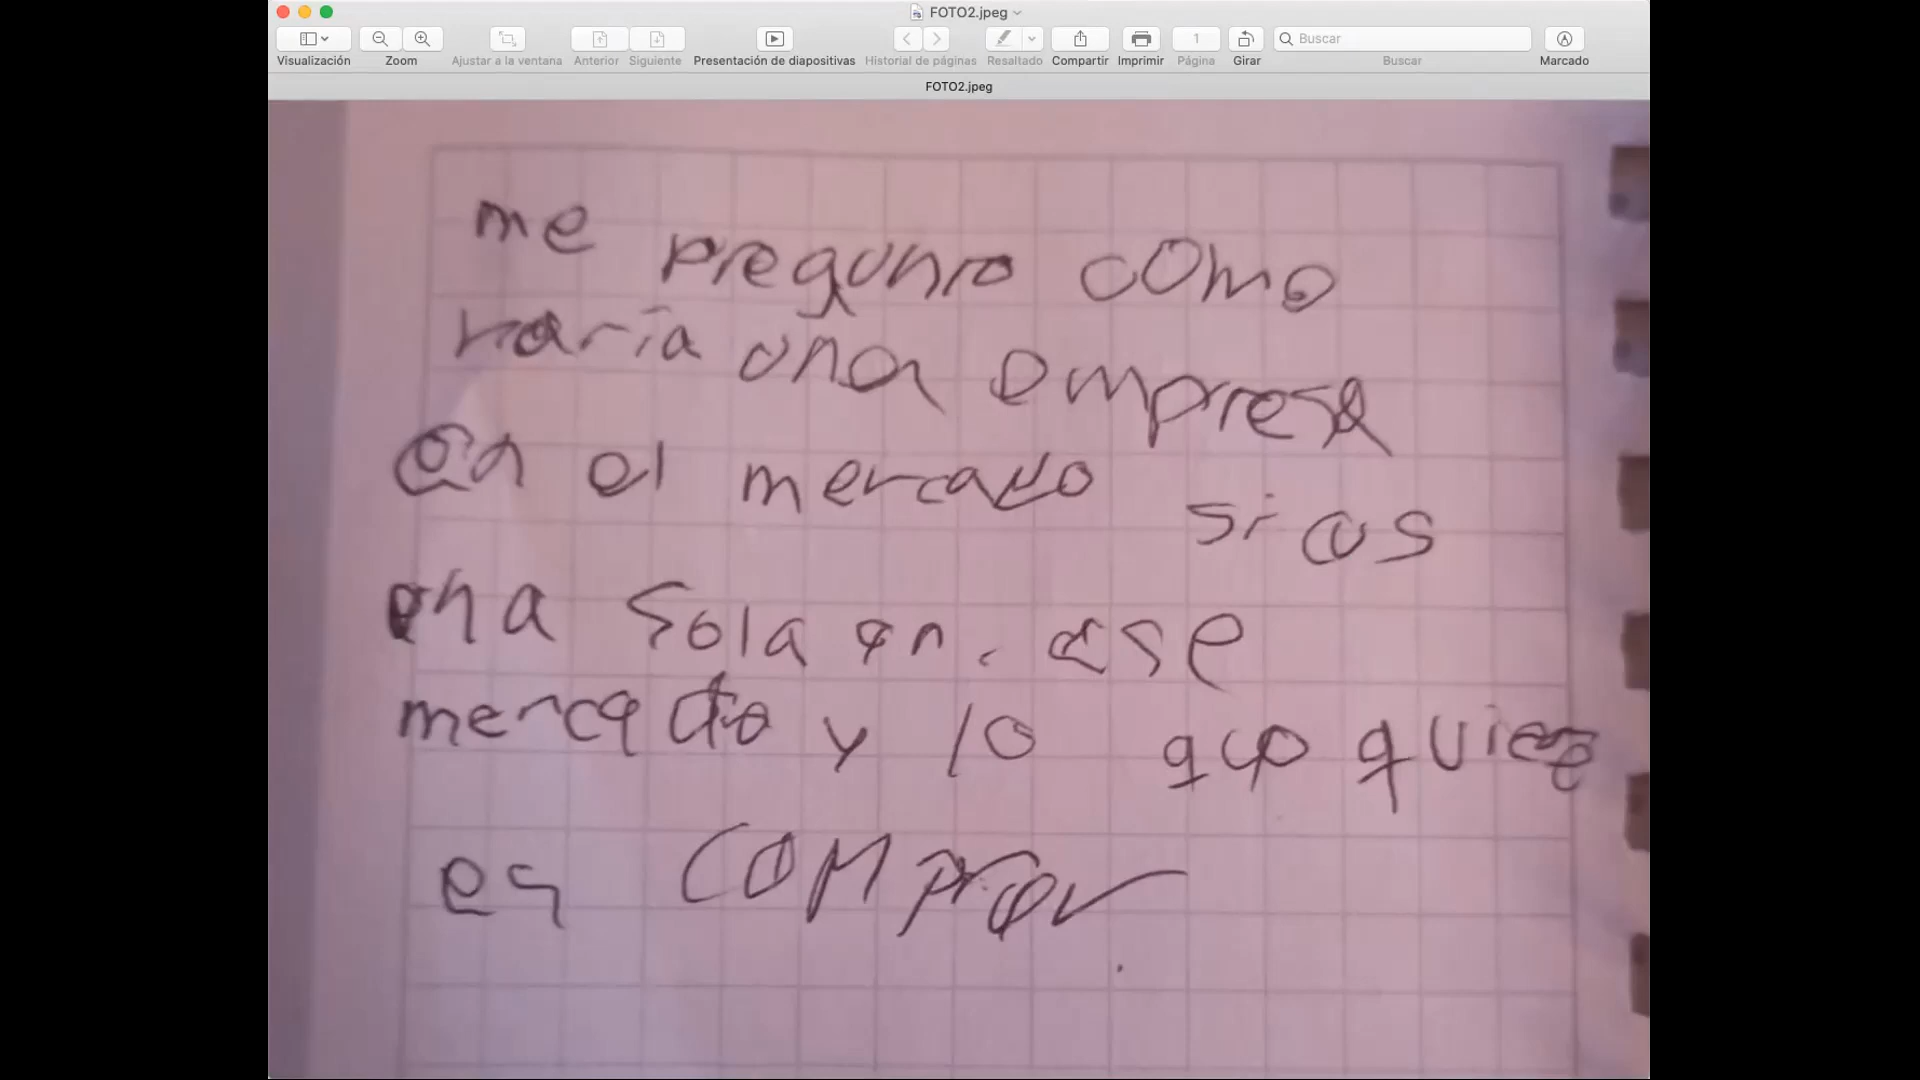 FOTO2.jpeg
Visualización Zoom Ajustar a la ventana Anterior Siguiente Presentación de diapositivas Historial de páginas Resaltado Compartir Imprimir 1 Página Girar Buscar Buscar Marcado
FOTO2.jpeg
me pregunto como
haría una empresa
en el mercado si es
una sola en ese
mercado y lo que quiere
es comprar